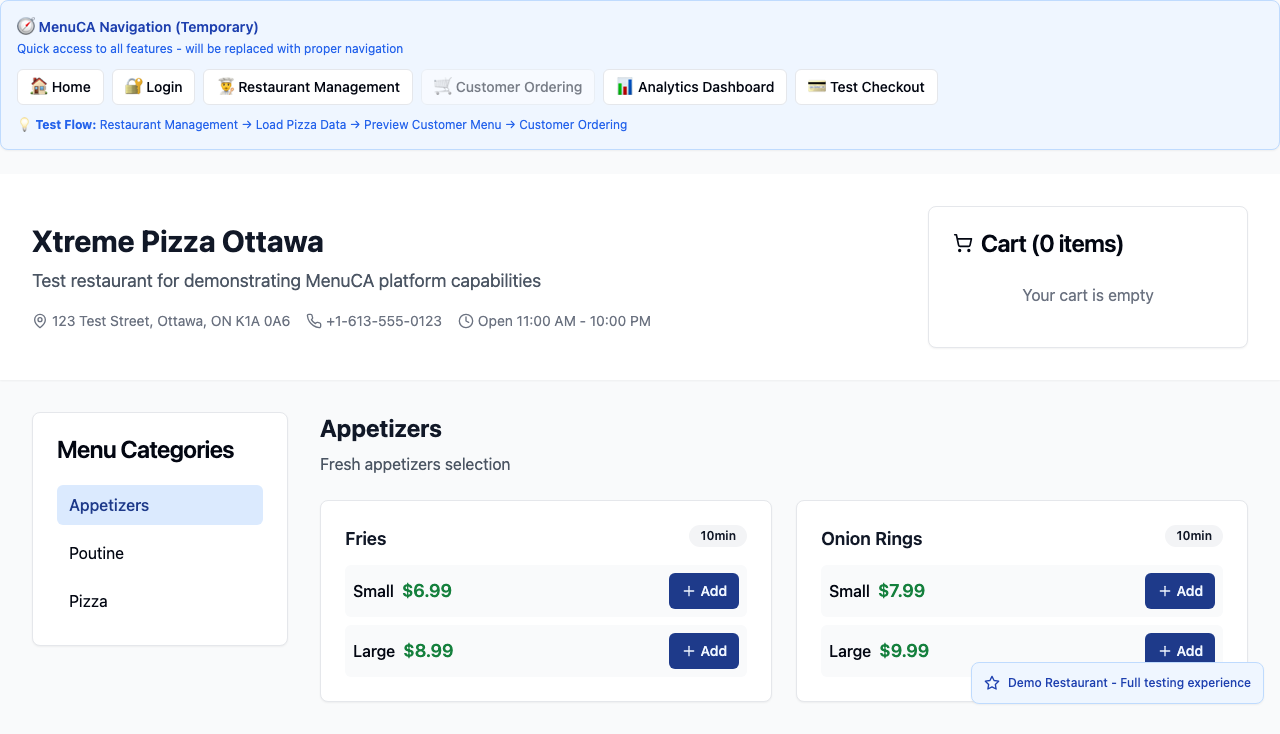 🧭 MenuCA Navigation (Temporary)
Quick access to all features - will be replaced with proper navigation
🏠 Home
🔐 Login
👨‍🍳 Restaurant Management
🛒 Customer Ordering
📊 Analytics Dashboard
💳 Test Checkout
💡 Test Flow: Restaurant Management → Load Pizza Data → Preview Customer Menu → Customer Ordering
Xtreme Pizza Ottawa
Test restaurant for demonstrating MenuCA platform capabilities
123 Test Street, Ottawa, ON K1A 0A6
+1-613-555-0123
Open 11:00 AM - 10:00 PM
Cart (0 items)
Your cart is empty
Menu Categories
Appetizers
Poutine
Pizza
Appetizers
Fresh appetizers selection
Fries
10min
Small $6.99
+ Add
Large $8.99
+ Add
Onion Rings
10min
Small $7.99
+ Add
Large $9.99
+ Add
Demo Restaurant - Full testing experience